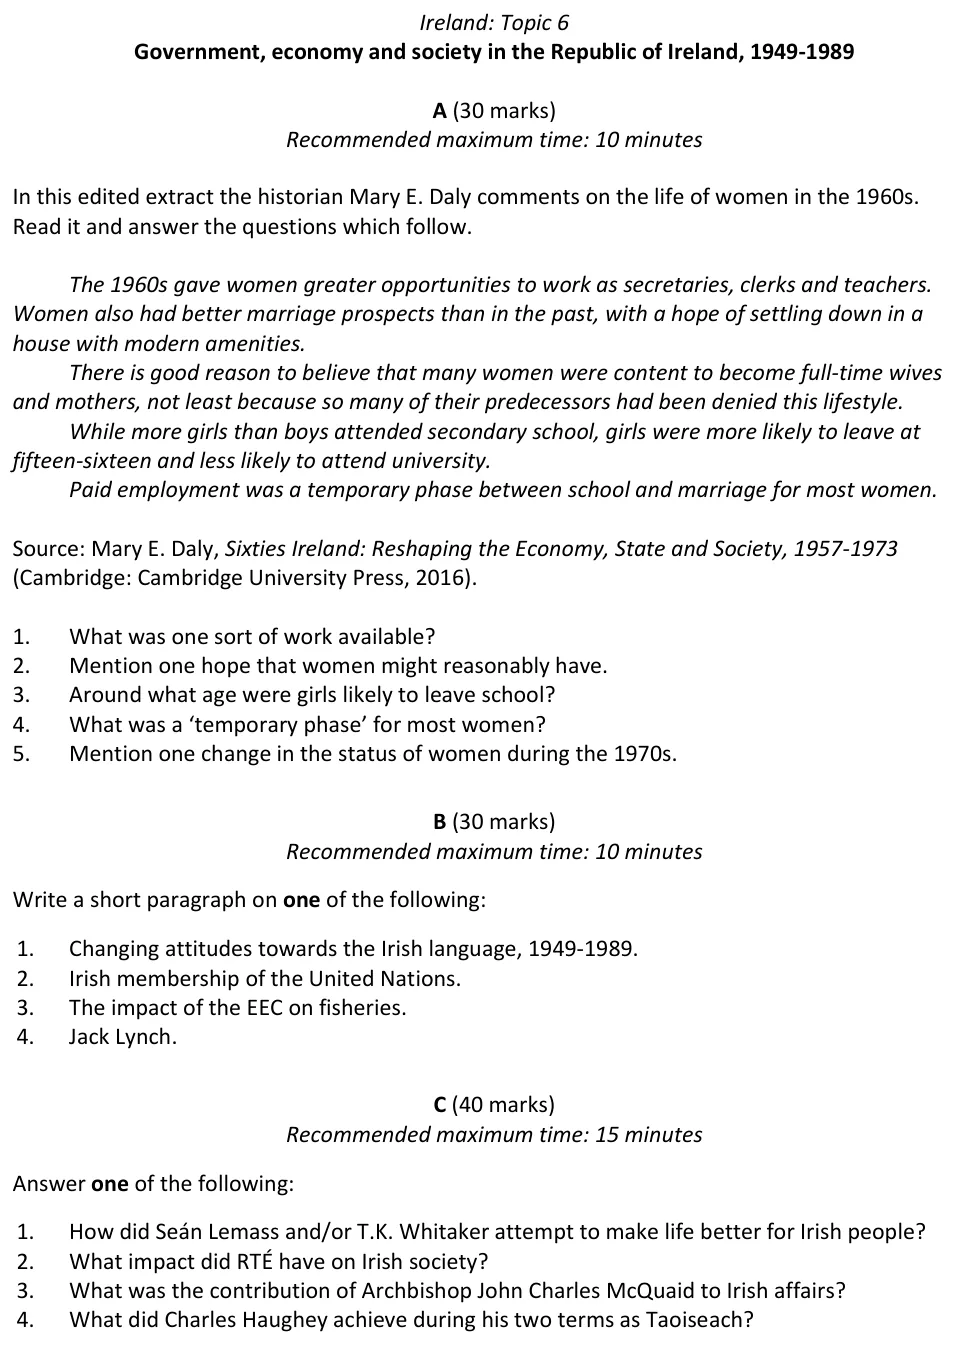 Ireland: Topic 6
Government, economy and society in the Republic of Ireland, 1949-1989
A (30 marks)
Recommended maximum time: 10 minutes
In this edited extract the historian Mary E. Daly comments on the life of women in the 1960s.
Read it and answer the questions which follow.
The 1960s gave women greater opportunities to work as secretaries, clerks and teachers.
Women also had better marriage prospects than in the past, with a hope of settling down in a
house with modern amenities.
There is good reason to believe that many women were content to become full-time wives
and mothers, not least because so many of their predecessors had been denied this lifestyle.
While more girls than boys attended secondary school, girls were more likely to leave at
fifteen-sixteen and less likely to attend university.
Paid employment was a temporary phase between school and marriage for most women.
Source: Mary E. Daly, Sixties Ireland: Reshaping the Economy, State and Society, 1957-1973
(Cambridge: Cambridge University Press, 2016).
1. What was one sort of work available?
2. Mention one hope that women might reasonably have.
3. Around what age were girls likely to leave school?
4. What was a ‘temporary phase’ for most women?
5. Mention one change in the status of women during the 1970s.
B (30 marks)
Recommended maximum time: 10 minutes
Write a short paragraph on one of the following:
1. Changing attitudes towards the Irish language, 1949-1989.
2. Irish membership of the United Nations.
3. The impact of the EEC on fisheries.
4. Jack Lynch.
C (40 marks)
Recommended maximum time: 15 minutes
Answer one of the following:
1. How did Seán Lemass and/or T.K. Whitaker attempt to make life better for Irish people?
2. What impact did RTÉ have on Irish society?
3. What was the contribution of Archbishop John Charles McQuaid to Irish affairs?
4. What did Charles Haughey achieve during his two terms as Taoiseach?